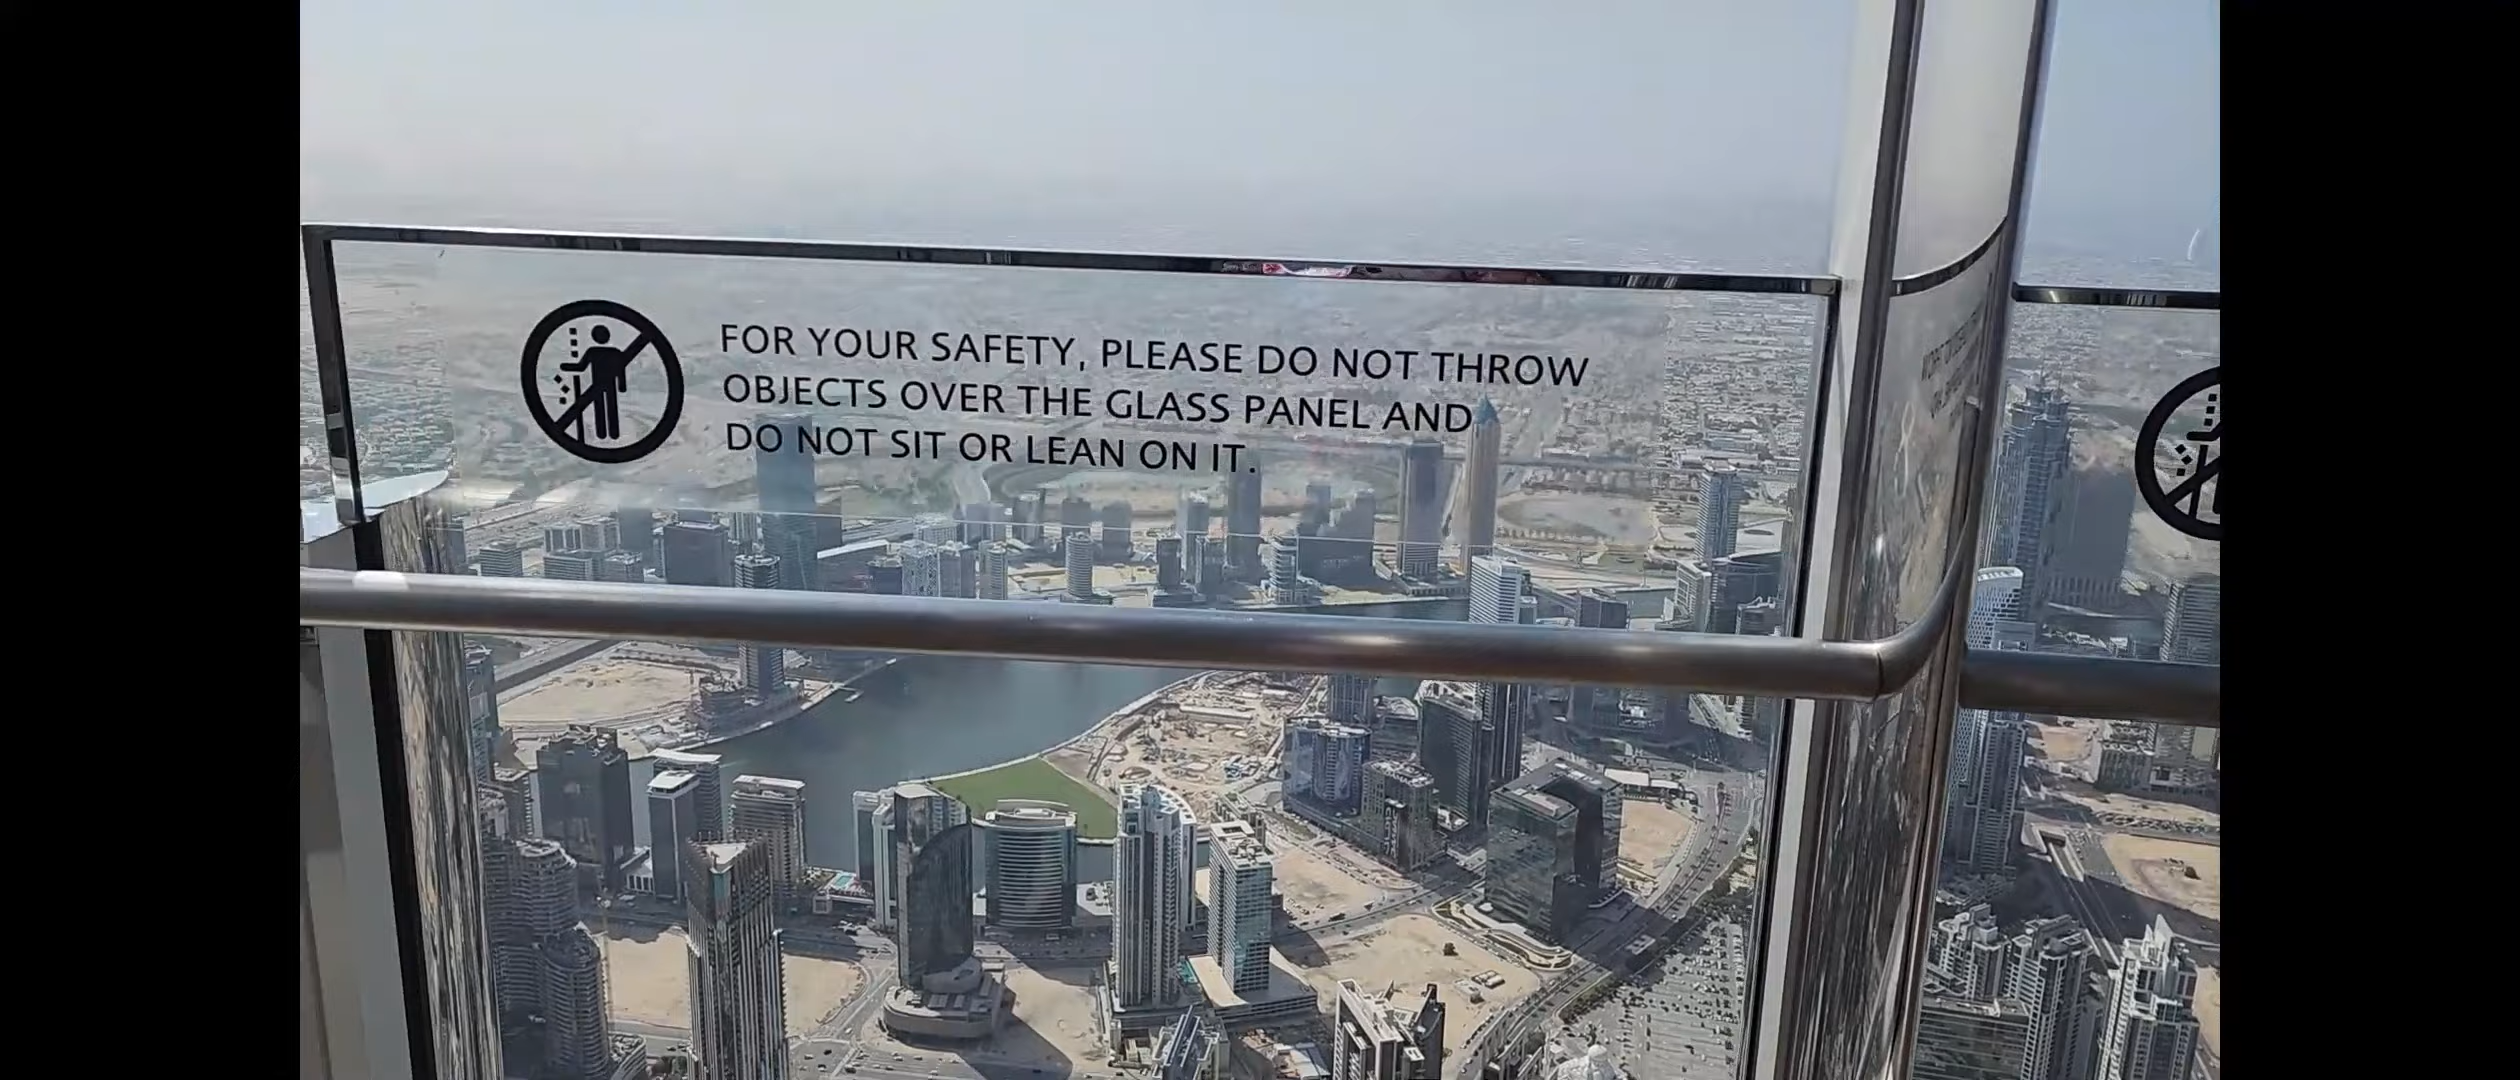 FOR YOUR SAFETY, PLEASE DO NOT THROW
OBJECTS OVER THE GLASS PANEL AND
DO NOT SIT OR LEAN ON IT.